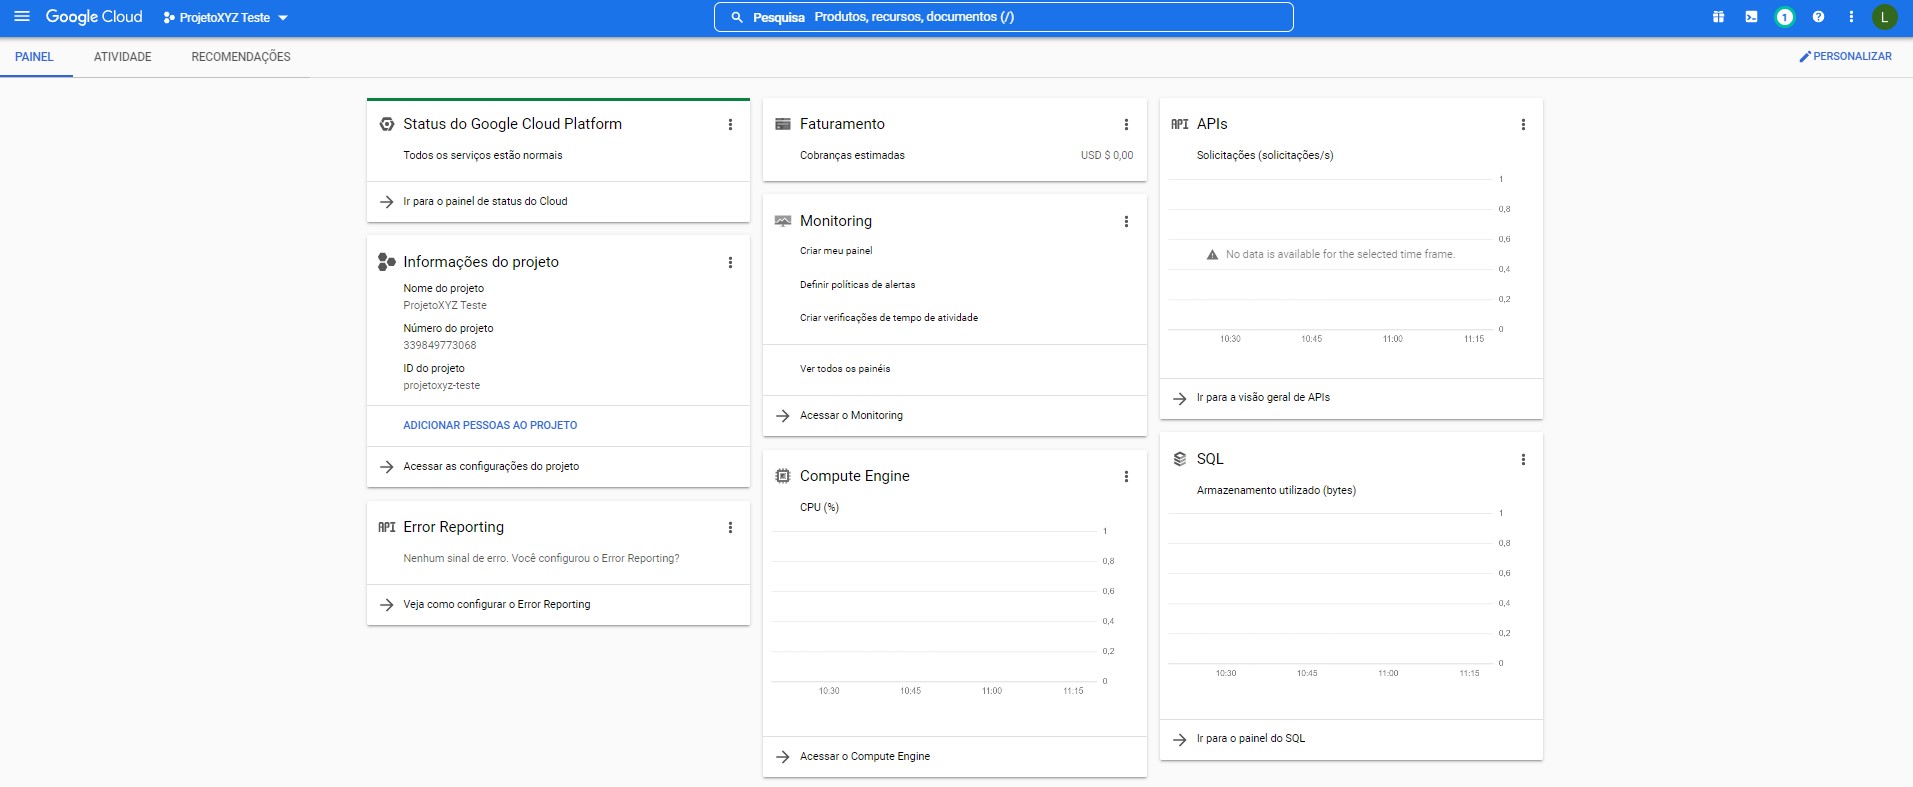 Google Cloud
ProjetoXYZ Teste
Pesquisa Produtos, recursos, documentos (/)
1
L
PAINEL
ATIVIDADE
RECOMENDAÇÕES
PERSONALIZAR
Status do Google Cloud Platform
Todos os serviços estão normais
Ir para o painel de status do Cloud
Informações do projeto
Nome do projeto
ProjetoXYZ Teste
Número do projeto
339849773068
ID do projeto
projetoxyz-teste
ADICIONAR PESSOAS AO PROJETO
Acessar as configurações do projeto
API Error Reporting
Nenhum sinal de erro. Você configurou o Error Reporting?
Veja como configurar o Error Reporting
Faturamento
Cobranças estimadas USD $ 0,00
Monitoring
Criar meu painel
Definir políticas de alertas
Criar verificações de tempo de atividade
Ver todos os painéis
Acessar o Monitoring
Compute Engine
CPU (%)
1
0,8
0,6
0,4
0,2
0
10:30 10:45 11:00 11:15
Acessar o Compute Engine
API APIs
Solicitações (solicitações/s)
1
0,8
0,6
No data is available for the selected time frame.
0,4
0,2
0
10:30 10:45 11:00 11:15
Ir para a visão geral de APIs
SQL
Armazenamento utilizado (bytes)
1
0,8
0,6
0,4
0,2
0
10:30 10:45 11:00 11:15
Ir para o painel do SQL